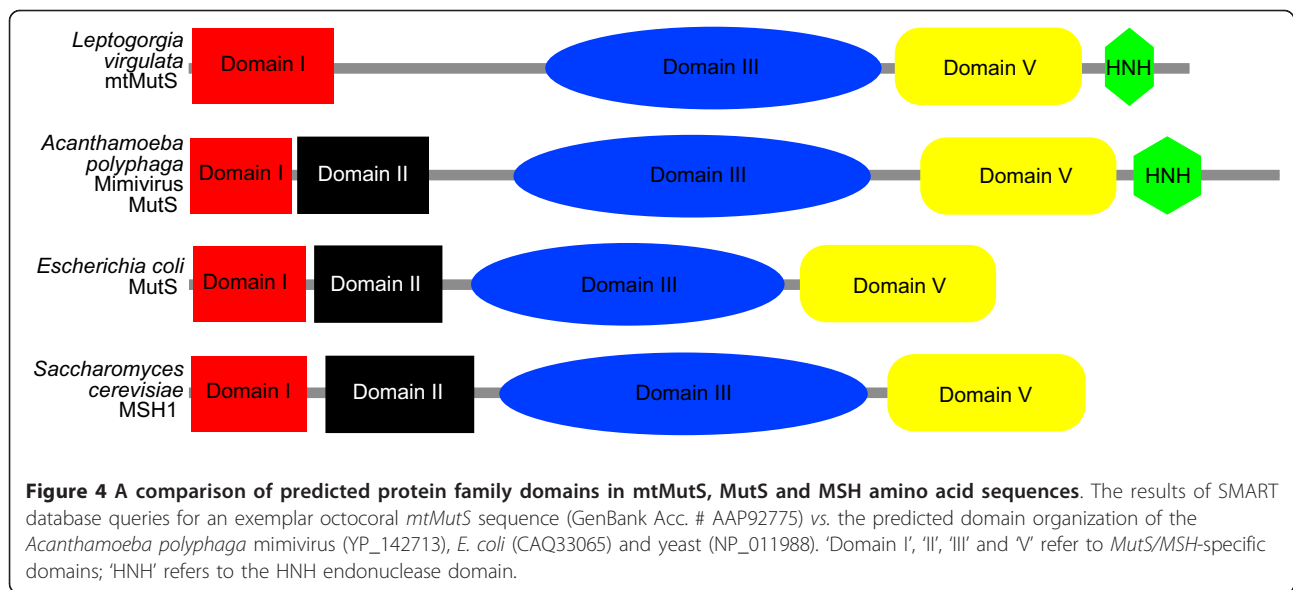 Leptogorgia
virgulata
mtMutS
Domain I
Domain III
Domain V
HNH
Acanthamoeba
polyphaga
Mimivirus
MutS
Domain I
Domain II
Domain III
Domain V
HNH
Escherichia coli
MutS
Domain I
Domain II
Domain III
Domain V
Saccharomyces
cerevisiae
MSH1
Domain I
Domain II
Domain III
Domain V
Figure 4 A comparison of predicted protein family domains in mtMutS, MutS and MSH amino acid sequences. The results of SMART
database queries for an exemplar octocoral mtMutS sequence (GenBank Acc. # AAP92775) vs. the predicted domain organization of the
Acanthamoeba polyphaga mimivirus (YP_142713), E. coli (CAQ33065) and yeast (NP_011988). ‘Domain I’, ‘II’, ‘III’ and ‘V’ refer to MutS/MSH-specific
domains; ‘HNH’ refers to the HNH endonuclease domain.